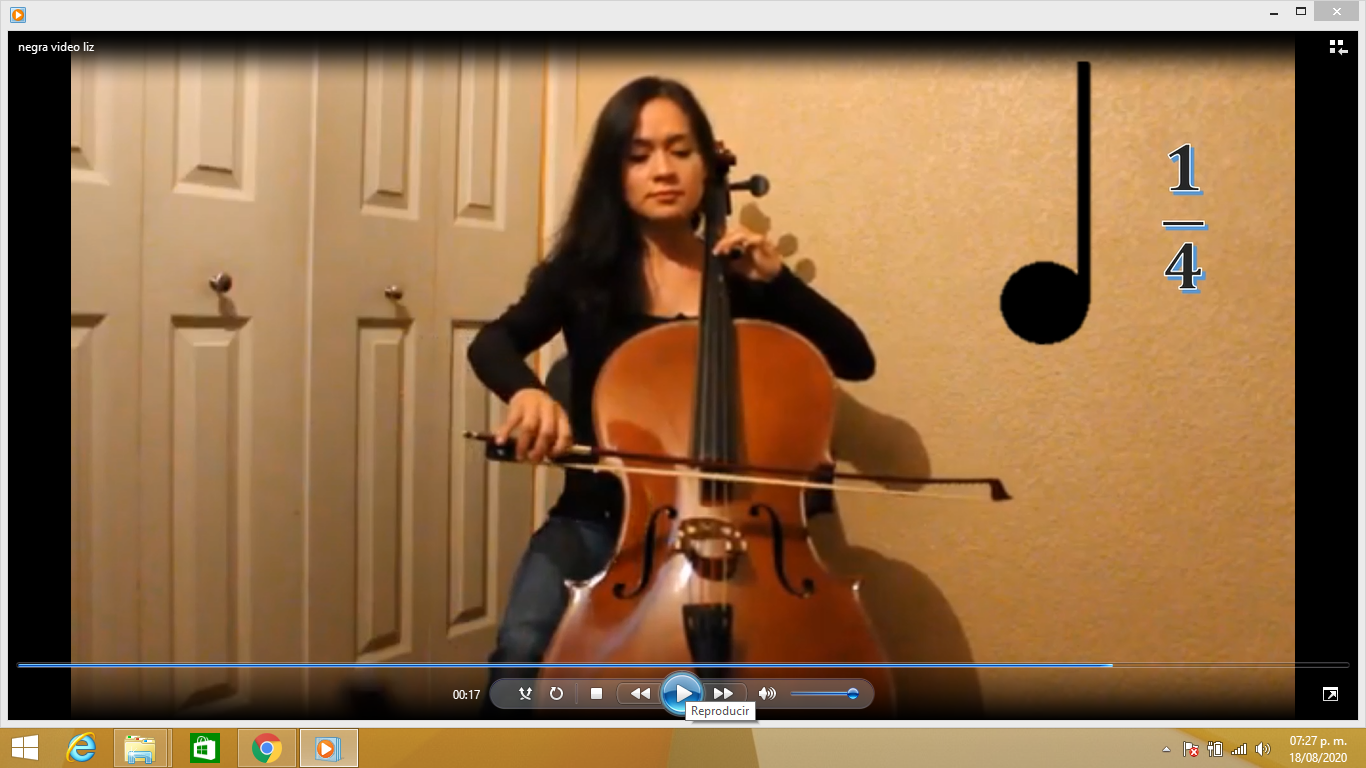 negra video liz
1
4
00:17
Reproducir
07:27 p. m.
18/08/2020